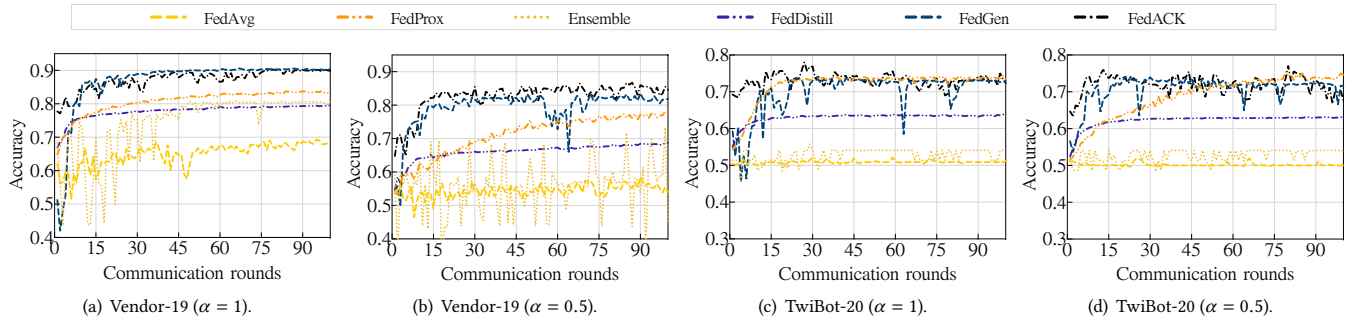 FedAvg FedProx Ensemble FedDistill FedGen FedACK
Accuracy
0.9
0.8
0.7
0.6
0.5
0.4
0 15 30 45 60 75 90
Communication rounds
(a) Vendor-19 (α = 1).
Accuracy
0.9
0.8
0.7
0.6
0.5
0.4
0 15 30 45 60 75 90
Communication rounds
(b) Vendor-19 (α = 0.5).
Accuracy
0.8
0.7
0.6
0.5
0.4
0.3
0 15 30 45 60 75 90
Communication rounds
(c) TwiBot-20 (α = 1).
Accuracy
0.8
0.7
0.6
0.5
0.4
0.3
0 15 30 45 60 75 90
Communication rounds
(d) TwiBot-20 (α = 0.5).